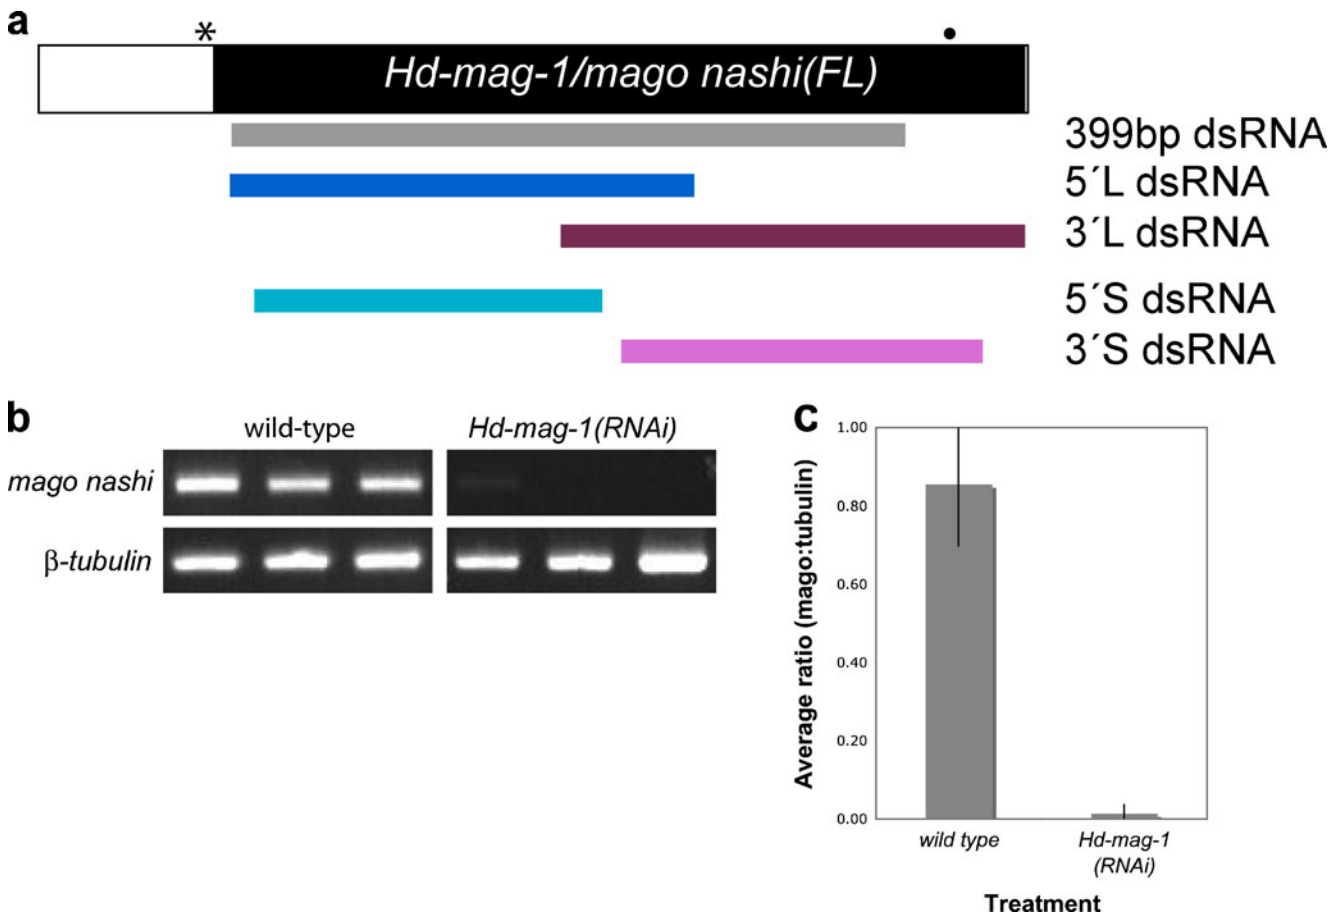 a
*
•
Hd-mag-1/mago nashi(FL)
399bp dsRNA
5´L dsRNA
3´L dsRNA
5´S dsRNA
3´S dsRNA
b
wild-type
Hd-mag-1(RNAi)
mago nashi
β-tubulin
c
Average ratio (mago:tubulin)
1.00
0.80
0.60
0.40
0.20
0.00
wild type
Hd-mag-1
(RNAi)
Treatment